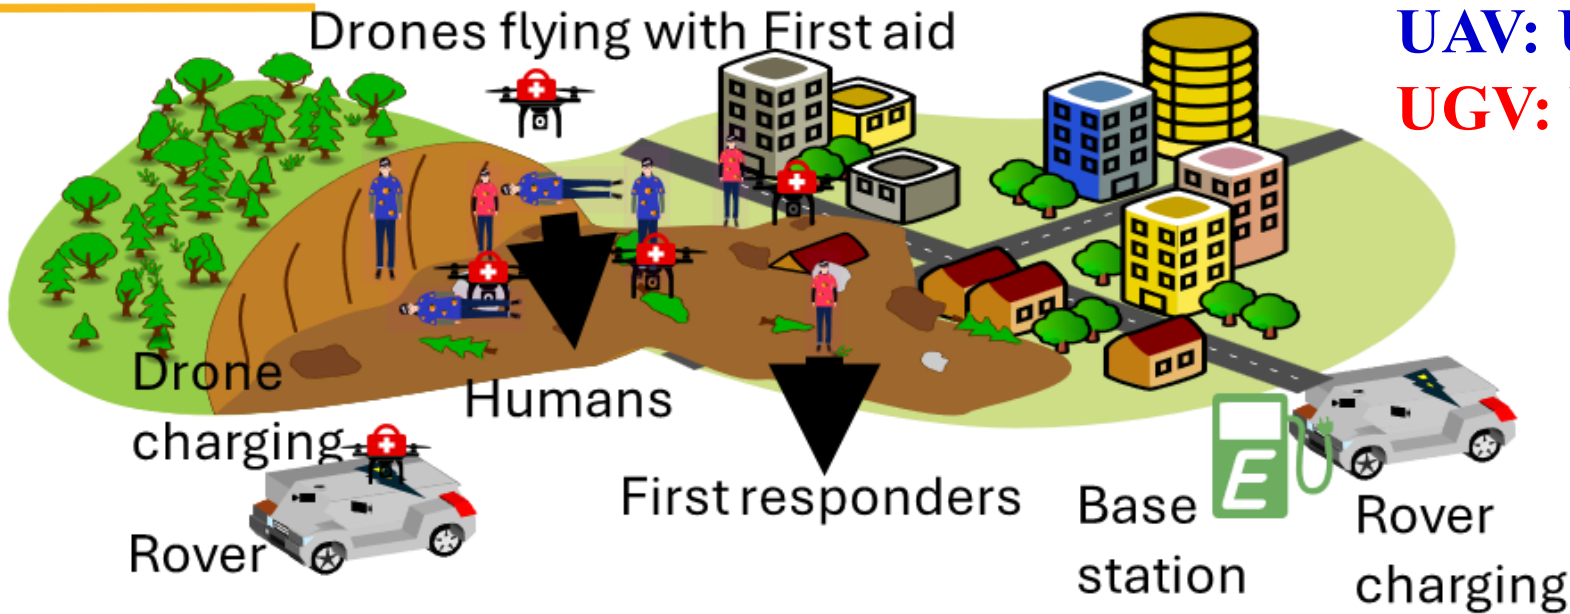 Drones flying with First aid
UAV: U
UGV:
Drone
charging
Humans
First responders
Rover
Base
station
E
Rover
charging